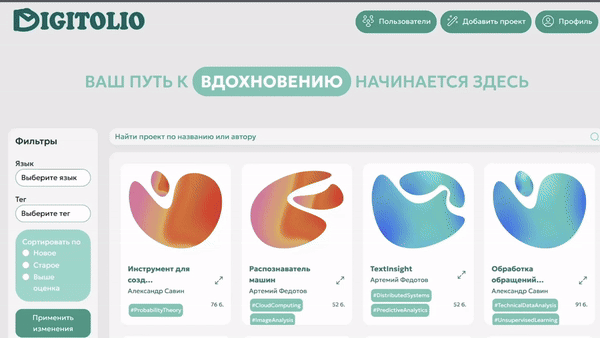 DIGITOLIO
Пользователи
Добавить проект
Профиль
ВАШ ПУТЬ К ВДОХНОВЕНИЮ НАЧИНАЕТСЯ ЗДЕСЬ
Фильтры
Язык
Выберите язык
Тег
Выберите тег
Сортировать по
Новое
Старое
Выше
оценка
Применить
изменения
Найти проект по названию или автору
Инструмент для
созд...
Александр Савин
#ProbabilityTheory
76 б.
Распознаватель
машин
Артемий Федотов
#CloudComputing
#ImageAnalysis
52 б.
TextInsight
Артемий Федотов
#DistributedSystems
#PredictiveAnalytics
52 б.
Обработка
обращений...
Александр Савин
#TechnicalDataAnalysis
#UnsupervisedLearning
91 б.